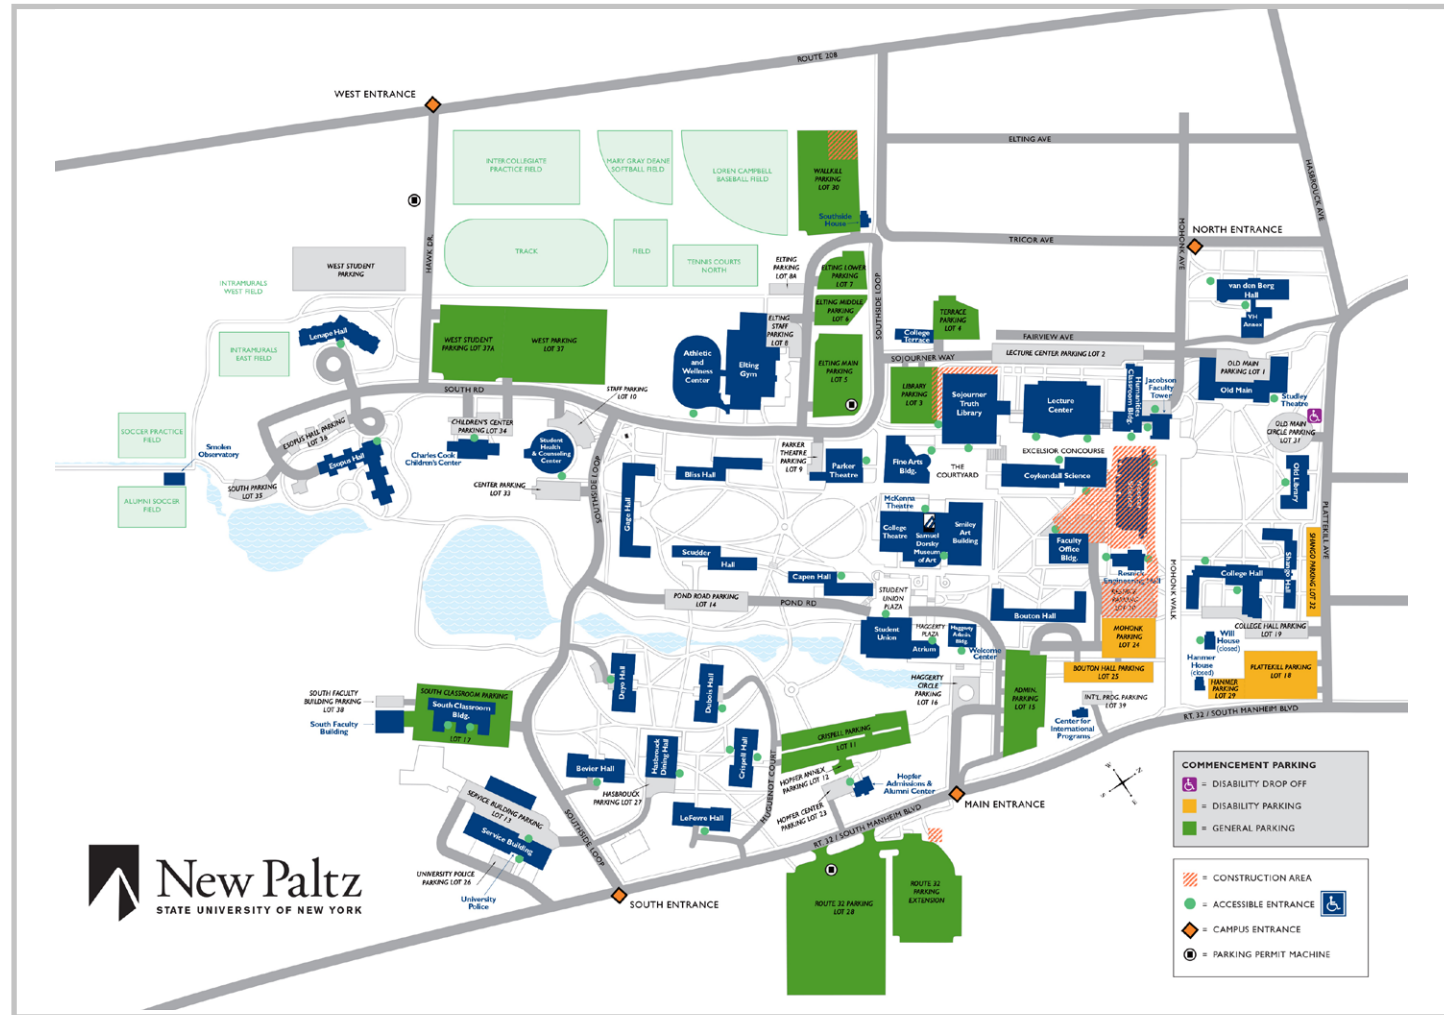 ROUTE 208
WEST ENTRANCE
ELTING AVE
HASBROUCK AVE
INTERCOLLEGIATE
PRACTICE FIELD
MARY GRAY DEANE
SOFTBALL FIELD
LOREN CAMPBELL
BASEBALL FIELD
WALLKILL
PARKING
LOT 30
Southside
House
HAWK DR.
TRACK
FIELD
TENNIS COURTS
NORTH
TRICOR AVE
MOHONK AVE
NORTH ENTRANCE
WEST STUDENT
PARKING
INTRAMURALS
WEST FIELD
ELTING
PARKING
LOT 8A
ELTING LOWER
PARKING
LOT 7
ELTING MIDDLE
PARKING
LOT 6
SOUTHSIDE LOOP
van den Berg
Hall
VH
Annex
Lenape Hall
INTRAMURALS
EAST FIELD
WEST STUDENT
PARKING LOT 37A
WEST PARKING
LOT 37
ELTING
STAFF
PARKING
LOT 8
Athletic
and
Wellness
Center
Elting
Gym
ELTING MAIN
PARKING
LOT 5
TERRACE
PARKING
LOT 4
College
Terrace
FAIRVIEW AVE
SOJOURNER WAY
LECTURE CENTER PARKING LOT 2
OLD MAIN
PARKING LOT 1
Old Main
Studley
Theatre
SOUTH RD
STAFF PARKING
LOT 10
LIBRARY
PARKING
LOT 3
Sojourner
Truth
Library
Lecture
Center
Humanities
Classroom Bldg.
Jacobson
Faculty
Tower
OLD MAIN
CIRCLE PARKING
LOT 31
SOCCER PRACTICE
FIELD
ESOPUS HALL PARKING
LOT 36
CHILDREN'S CENTER
PARKING LOT 34
Smolen
Observatory
Esopus Hall
Charles Cook
Children's Center
Student
Health
& Counseling
Center
PARKER
THEATRE
PARKING
LOT 9
Parker
Theatre
Fine Arts
Bldg.
THE
COURTYARD
EXCELSIOR CONCOURSE
Coykendall Science
Old Library
ALUMNI SOCCER
FIELD
SOUTH PARKING
LOT 35
CENTER PARKING
LOT 33
SOUTHSIDE LOOP
Gage Hall
Bliss Hall
McKenna
Theatre
College
Theatre
Samuel
Dorsky
Museum
of Art
Smiley
Art
Building
Faculty
Office
Bldg.
PLATTEKILL AVE
Scudder
Hall
Capen Hall
Resnick
Engineering Hall
RESNICK
PARKING
LOT 20
MOHONK WALK
College Hall
Shango Hall
SHANGO PARKING LOT 22
POND ROAD PARKING
LOT 14
POND RD
STUDENT
UNION
PLAZA
Bouton Hall
COLLEGE HALL PARKING
LOT 19
Student
Union
Atrium
HAGGERTY
PLAZA
Haggerty
Admin.
Bldg.
Welcome
Center
MOHONK
PARKING
LOT 24
Will
House
(closed)
Hanmer
House
(closed)
Deyo Hall
Dubois Hall
HAGGERTY
CIRCLE
PARKING
LOT 16
ADMIN.
PARKING
LOT 15
BOUTON HALL PARKING
LOT 25
HANMER
PARKING
LOT 29
PLATTEKILL PARKING
LOT 18
SOUTH FACULTY
BUILDING PARKING
LOT 38
SOUTH CLASSROOM PARKING
South Classroom
Bldg.
LOT 17
South Faculty
Building
INT'L. PROG. PARKING
LOT 39
Center for
International
Programs
RT. 32 / SOUTH MANHEIM BLVD
Bevier Hall
Hasbrouck
Dining Hall
Crispell Hall
HUGUENOT COURT
CRISPELL PARKING
LOT 11
HOPFER ANNEX
PARKING LOT 12
Hopfer
Admissions &
Alumni Center
HASBROUCK
PARKING LOT 27
LeFevre Hall
HOPFER CENTER
PARKING LOT 23
MAIN ENTRANCE
RT. 32 / SOUTH MANHEIM BLVD
SERVICE BUILDING PARKING
LOT 13
Service Building
SOUTHSIDE LOOP
UNIVERSITY POLICE
PARKING LOT 26
University
Police
SOUTH ENTRANCE
ROUTE 32 PARKING
LOT 28
ROUTE 32
PARKING
EXTENSION
New Paltz
STATE UNIVERSITY OF NEW YORK
N
E
S
W
COMMENCEMENT PARKING
= DISABILITY DROP OFF
= DISABILITY PARKING
= GENERAL PARKING
= CONSTRUCTION AREA
= ACCESSIBLE ENTRANCE
= CAMPUS ENTRANCE
= PARKING PERMIT MACHINE